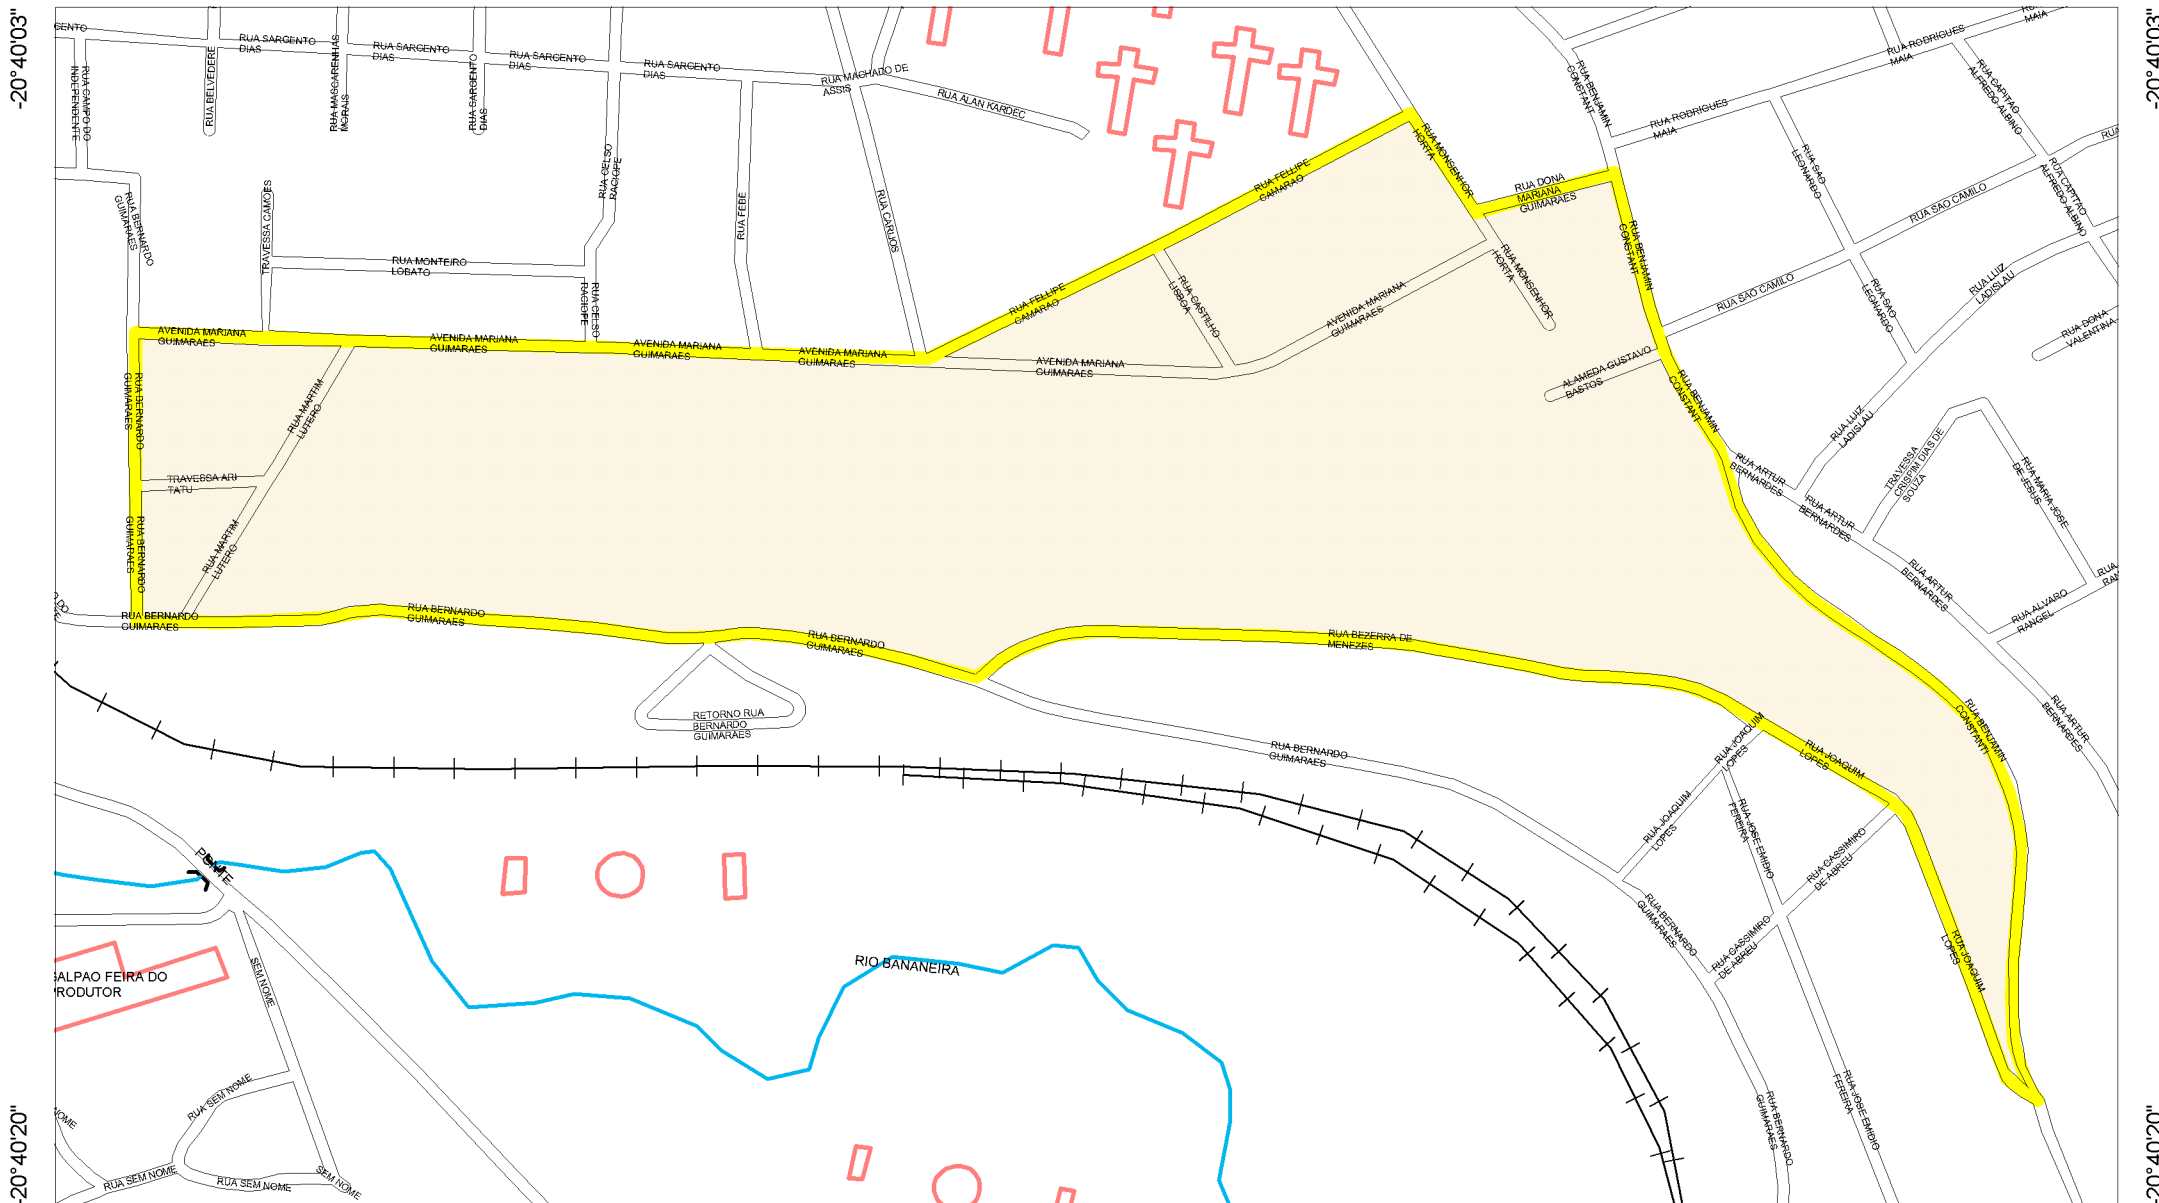 -20°40'03"
-20°40'03"
GENTO
RUA SARGENTO
DIAS
RUA SARGENTO
DIAS
RUA SARGENTO
DIAS
RUA SARGENTO
DIAS
RUA MACHADO DE
ASSIS
RUA ALAN KARDEC
RUA CAMPO DO
INDEPENDENTE
RUA BELVEDERE
RUA MASCARENHAS
MORAIS
RUA SARGENTO
DIAS
RUA CELSO
RACIOPE
RUA FEBE
RUA CARIJOS
RUA BERNARDO
GUIMARAES
TRAVESSA CAMOES
RUA MONTEIRO
LOBATO
RUA CELSO
RACIOPE
RUA FELLIPE
CAMARAO
RUA FELLIPE
CAMARAO
RUA MONSENHOR
HORTA
RUA DONA
MARIANA
GUIMARAES
RUA BENJAMIN
CONSTANT
RUA RODRIGUES
MAIA
RUA RODRIGUES
MAIA
MAIA
RUA CAPITAO
ALFREDO ALBINO
RUA CAPITAO
ALFREDO ALBINO
RUA
RUA SAO
LEONARDO
RUA SAO CAMILO
RUA SAO CAMILO
RUA SAO
LEONARDO
RUA LUIZ
LADISLAU
RUA DONA
VALENTINA
RUA BENJAMIN
CONSTANT
RUA CASTILHO
LISBOA
AVENIDA MARIANA
GUIMARAES
RUA MONSENHOR
HORTA
AVENIDA MARIANA
GUIMARAES
AVENIDA MARIANA
GUIMARAES
AVENIDA MARIANA
GUIMARAES
AVENIDA MARIANA
GUIMARAES
AVENIDA MARIANA
GUIMARAES
ALAMEDA GUSTAVO
BASTOS
RUA BENJAMIN
CONSTANT
RUA LUIZ
LADISLAU
TRAVESSA
CRISPIM DIAS DE
SOUZA
RUA MARIA JOSE
DE JESUS
RUA ARTUR
BERNARDES
RUA ARTUR
BERNARDES
RUA ARTUR
BERNARDES
RUA ALVARO
RANGEL
RUA
RUA ARTUR
BERNARDES
RUA BERNARDO
GUIMARAES
RUA MARTIM
LUTERO
TRAVESSA ARI
TATU
RUA BERNARDO
GUIMARAES
RUA MARTIM
LUTERO
RUA BERNARDO
GUIMARAES
RUA BERNARDO
GUIMARAES
RUA BERNARDO
GUIMARAES
RUA BEZERRA DE
MENEZES
RETORNO RUA
BERNARDO
GUIMARAES
RUA BERNARDO
GUIMARAES
RUA JOAQUIM
LOPES
RUA JOAQUIM
LOPES
RUA BENJAMIN
CONSTANT
RUA JOAQUIM
LOPES
RUA JOSE EMIDIO
FEREIRA
RUA CASSIMIRO
DE ABREU
RUA CASSIMIRO
DE ABREU
RUA BERNARDO
GUIMARAES
RUA JOAQUIM
LOPES
PONTE
RIO BANANEIRA
GALPAO FEIRA DO
PRODUTOR
SEM NOME
RUA SEM NOME
NOME
RUA SEM NOME
RUA SEM NOME
SEM NOME
RUA BERNARDO
GUIMARAES
RUA JOSE EMIDIO
FEREIRA
-20°40'20"
-20°40'20"